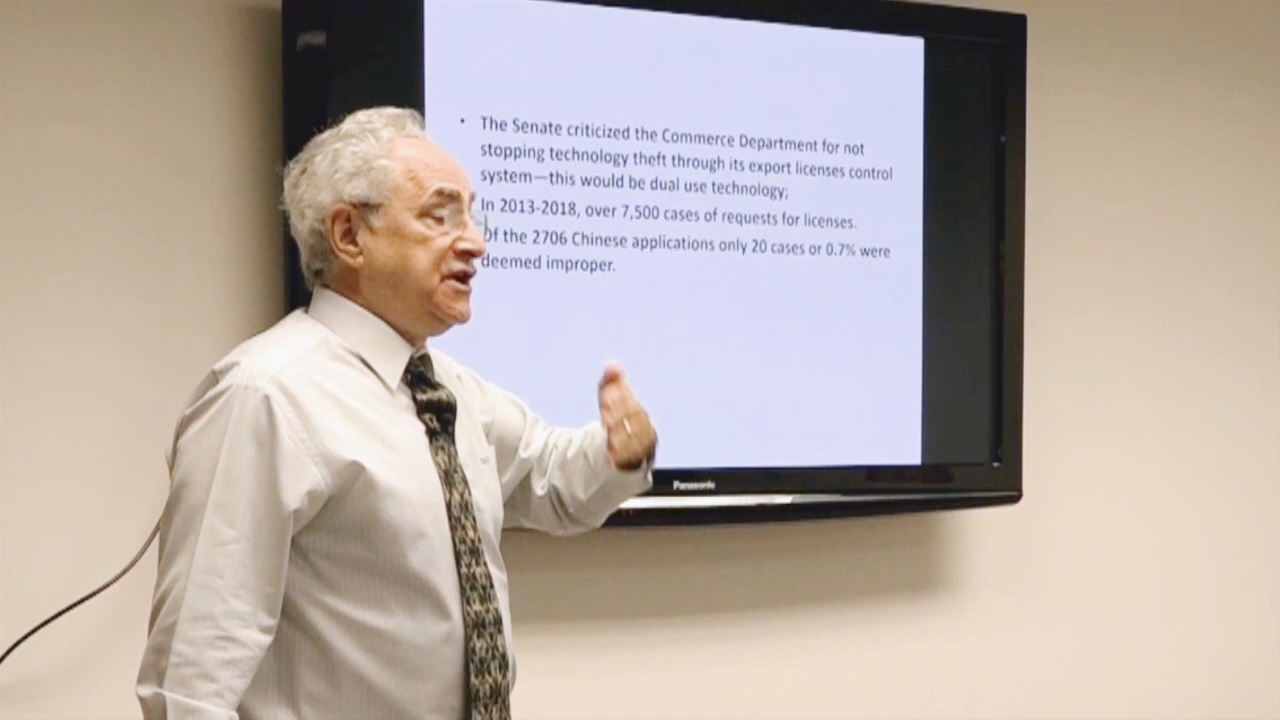 • The Senate criticized the Commerce Department for not
stopping technology theft through its export licenses control
system—this would be dual use technology;
In 2013-2018, over 7,500 cases of requests for licenses.
Of the 2706 Chinese applications only 20 cases or 0.7% were
deemed improper.
Panasonic